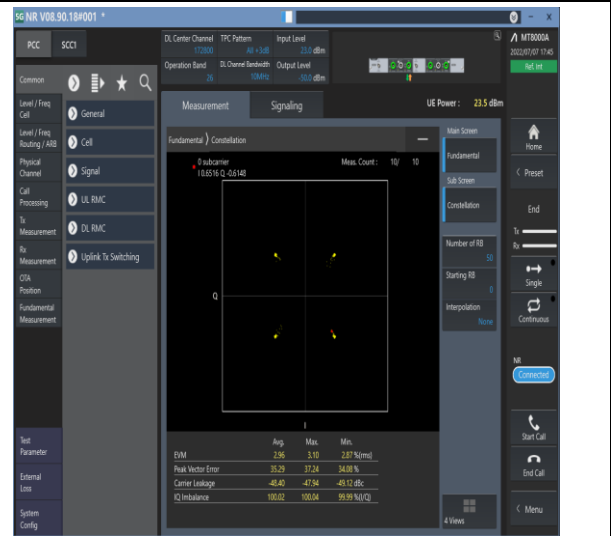 SG NR V08.90.18#001 *
PCC SCC1
DL Center Channel TPC Pattern Input Level
172800 All +3dB 23.0 dBm
Operation Band DL Channel Bandwidth Output Level
26 10MHz -50.0 dBm
MT8000A
2022/07/07 17:45
Ref. Int
Common
Level / Freq
Cell
Level / Freq
Routing / ARB
Physical
Channel
Call
Processing
Tx
Measurement
Rx
Measurement
OTA
Position
Fundamental
Measurement
Test
Parameter
External
Loss
System
Config
General
Cell
Signal
UL RMC
DL RMC
Uplink Tx Switching
Measurement Signaling
UE Power : 23.5 dBm
Fundamental Constellation
0 subcarrier Meas. Count : 10/ 10
I 0.6516 Q -0.6148
Q
I
Avg. Max. Min.
EVM 2.96 3.10 2.87 %(rms)
Peak Vector Error 35.29 37.24 34.08 %
Carrier Leakage -48.40 -47.94 -49.12 dBc
IQ Imbalance 100.02 100.04 99.99 %(I/Q)
Main Screen
Fundamental
Sub Screen
Constellation
Number of RB
50
Starting RB
0
Interpolation
None
4 Views
Home
Preset
End
Tx
Rx
Single
Continuous
NR
Connected
Start Call
End Call
Menu